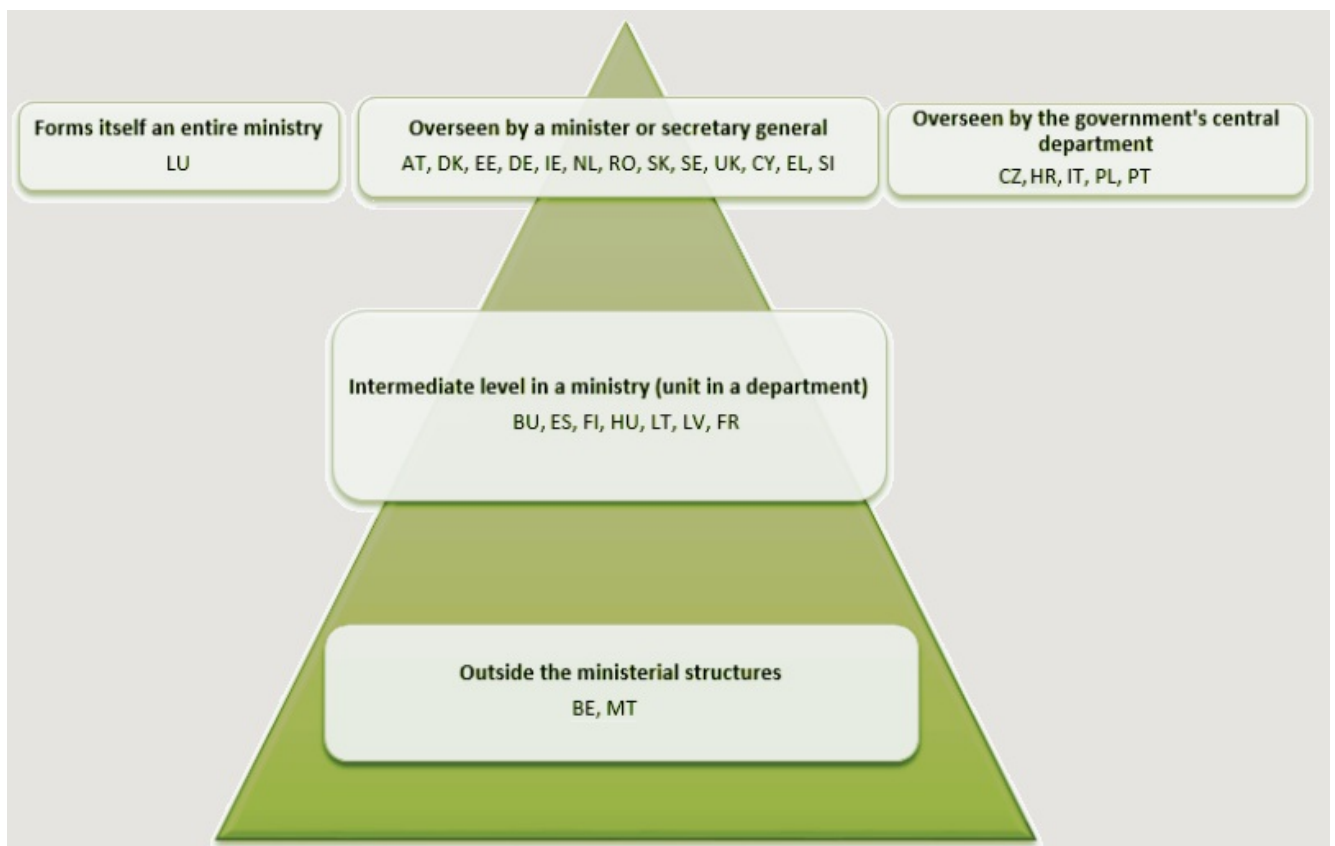 Forms itself an entire ministry
LU
Overseen by a minister or secretary general
AT, DK, EE, DE, IE, NL, RO, SK, SE, UK, CY, EL, SI
Overseen by the government's central
department
CZ, HR, IT, PL, PT
Intermediate level in a ministry (unit in a department)
BU, ES, FI, HU, LT, LV, FR
Outside the ministerial structures
BE, MT